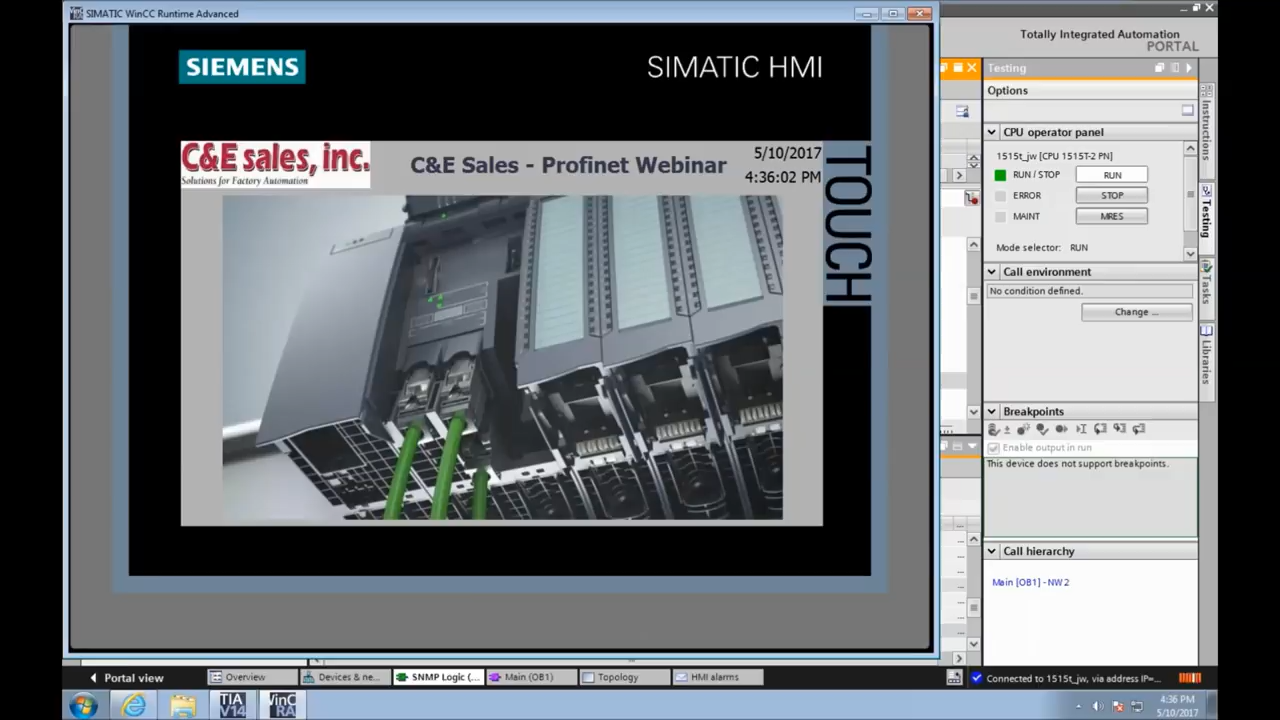 SIMATIC WinCC Runtime Advanced
SIEMENS
SIMATIC HMI
C&E sales, inc.
Solutions for Factory Automation
C&E Sales - Profinet Webinar
5/10/2017
4:36:02 PM
TOUCH
Totally Integrated Automation
PORTAL
Testing
Options
CPU operator panel
1515t_jw [CPU 1515T-2 PN]
RUN / STOP
RUN
ERROR
STOP
MAINT
MRES
Mode selector: RUN
Call environment
No condition defined.
Change ...
Breakpoints
Enable output in run
This device does not support breakpoints.
Call hierarchy
Main [OB1] - NW2
Instructions
Testing
Tasks
Libraries
Portal view
Overview
Devices & ne...
SNMP Logic (...
Main (OB1)
Topology
HMI alarms
Connected to 1515t_jw, via address IP=...
TIA
V14
WinC
RA
4:36 PM
5/10/2017